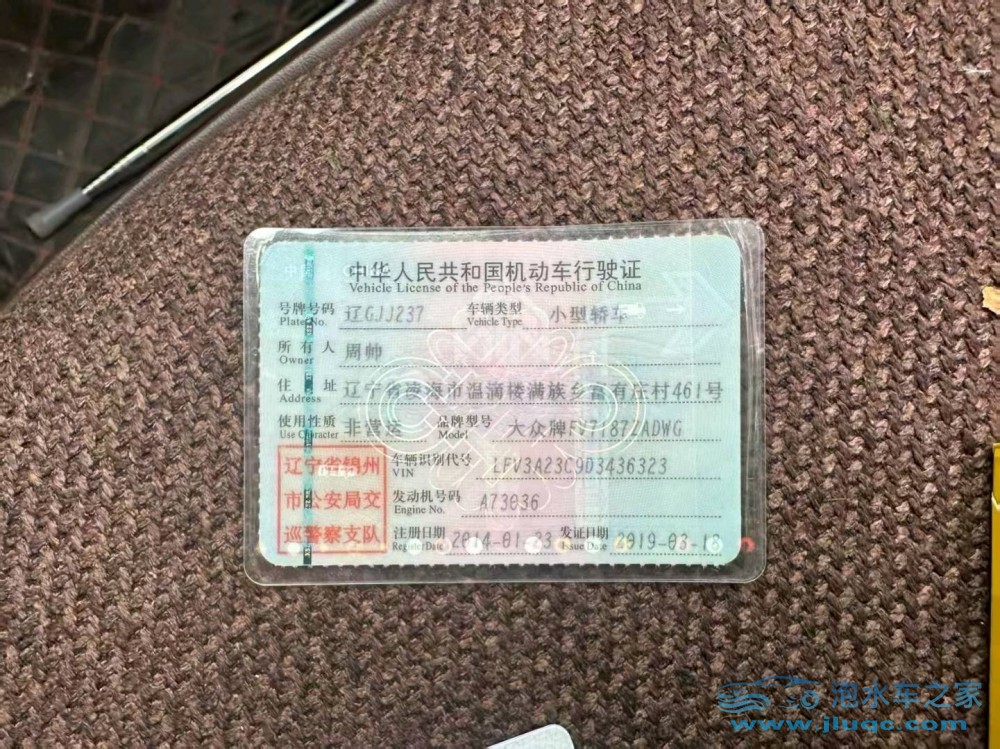 中华人民共和国机动车行驶证
Vehicle License of the People's Republic of China
号牌号码 辽GJJ237 车辆类型 小型轿车
Plate No. Vehicle Type
所有人 周帅
Owner
住址 辽宁省凌海市温滴楼满族乡富有庄村461号
Address
使用性质 非营运 品牌型号 大众牌FV7187ZADWG
Use Character Model
辽宁省锦州
市公安局交
巡警察支队
车辆识别代号 LFV3A23C9D3436323
VIN
发动机号码 A73036
Engine No.
注册日期 2014-01-23 发证日期 2019-03-18
Register Date Issue Date
泡水车之家
www.jluqc.com